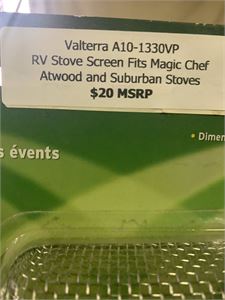 Valterra A10-1330VP
RV Stove Screen Fits Magic Chef
Atwood and Suburban Stoves
$20 MSRP
• Dimen
s évents